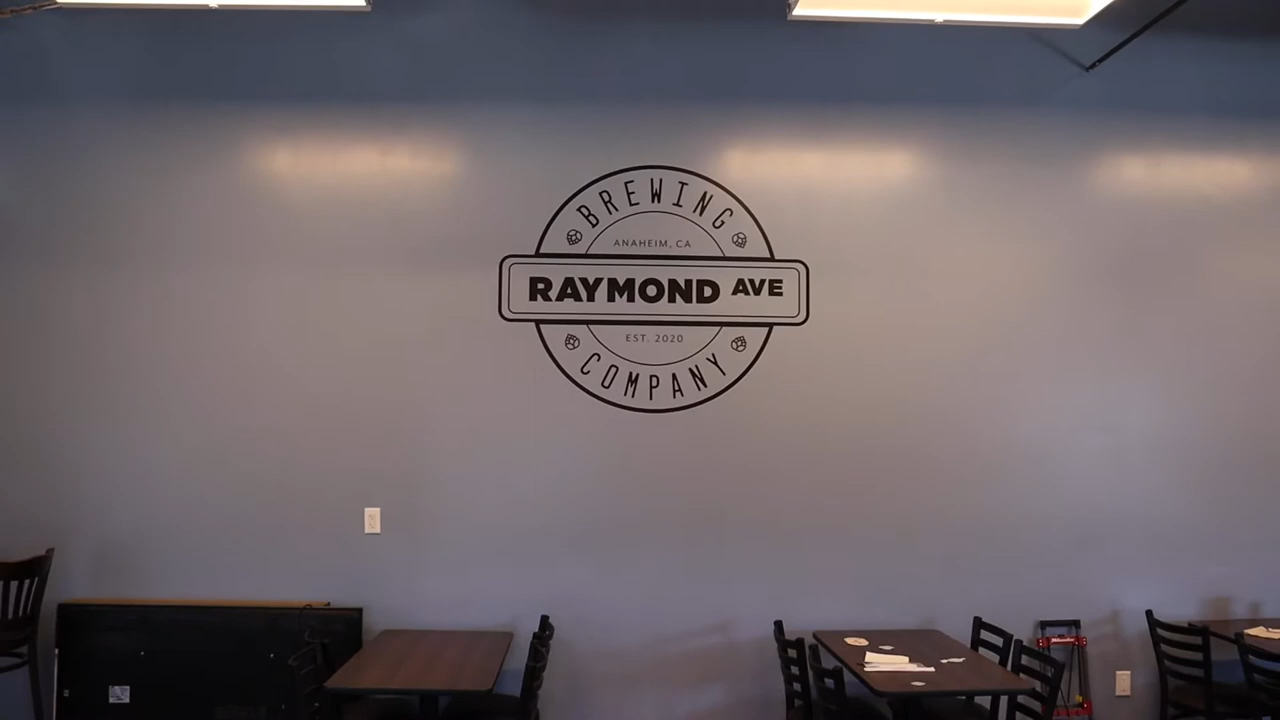 BREWING
ANAHEIM, CA
RAYMOND AVE
EST. 2020
COMPANY